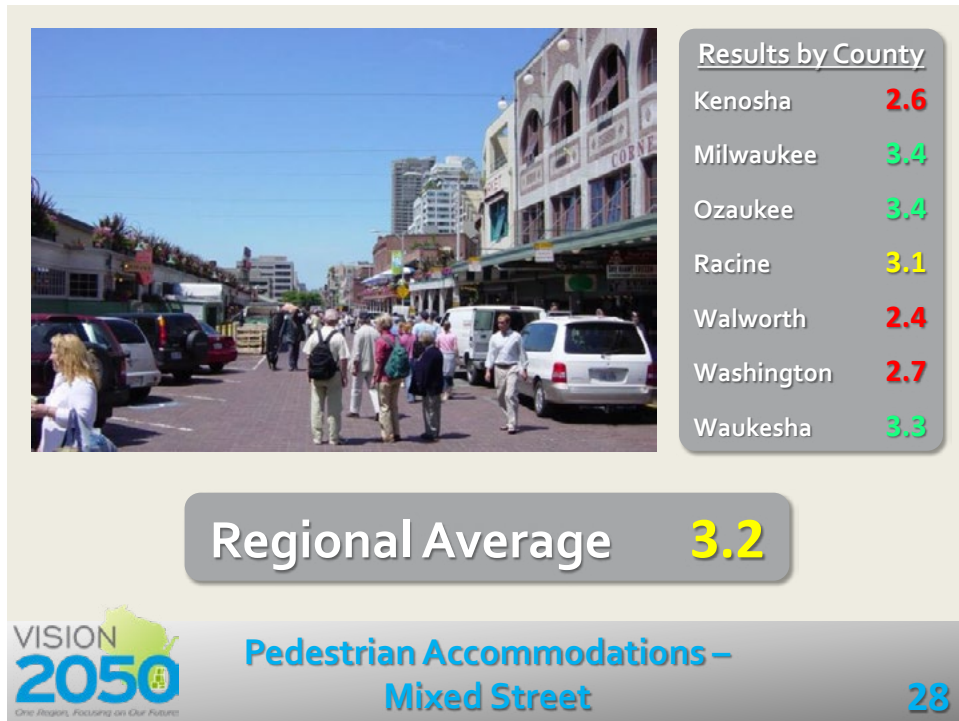 Results by County
Kenosha 2.6
Milwaukee 3.4
Ozaukee 3.4
Racine 3.1
Walworth 2.4
Washington 2.7
Waukesha 3.3
CORNE
Regional Average 3.2
VISION
2050
One Region, Focusing on Our Future
Pedestrian Accommodations –
Mixed Street
28